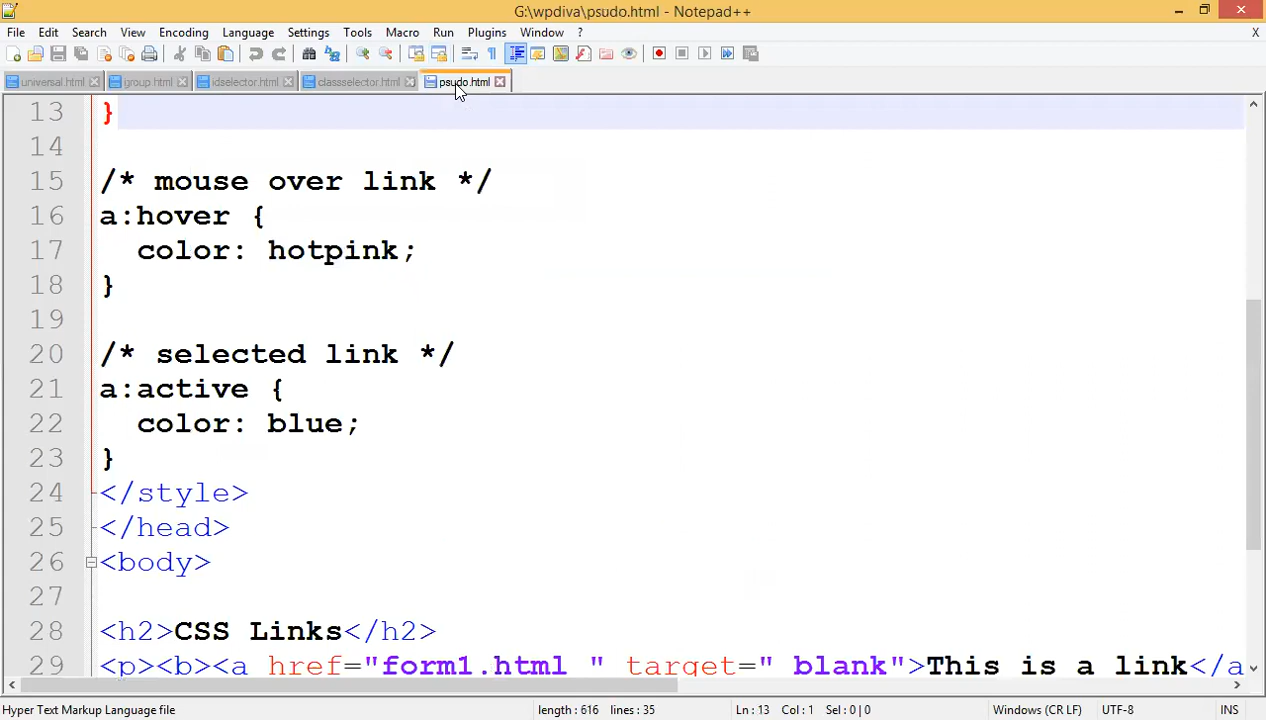 G:\wpdiva\psudo.html - Notepad++
File Edit Search View Encoding Language Settings Tools Macro Run Plugins Window ? X
unversal.html group.html idselector.html classselector.html psudo.html
13 }
14
15 /* mouse over link */
16 a:hover {
17 color: hotpink;
18 }
19
20 /* selected link */
21 a:active {
22 color: blue;
23 }
24 </style>
25 </head>
26 <body>
27
28 <h2>CSS Links</h2>
29 <p><b><a href="form1.html " target="_blank">This is a link</a
Hyper Text Markup Language file length : 616 lines : 35 Ln : 13 Col : 1 Sel : 0 | 0 Windows (CR LF) UTF-8 INS